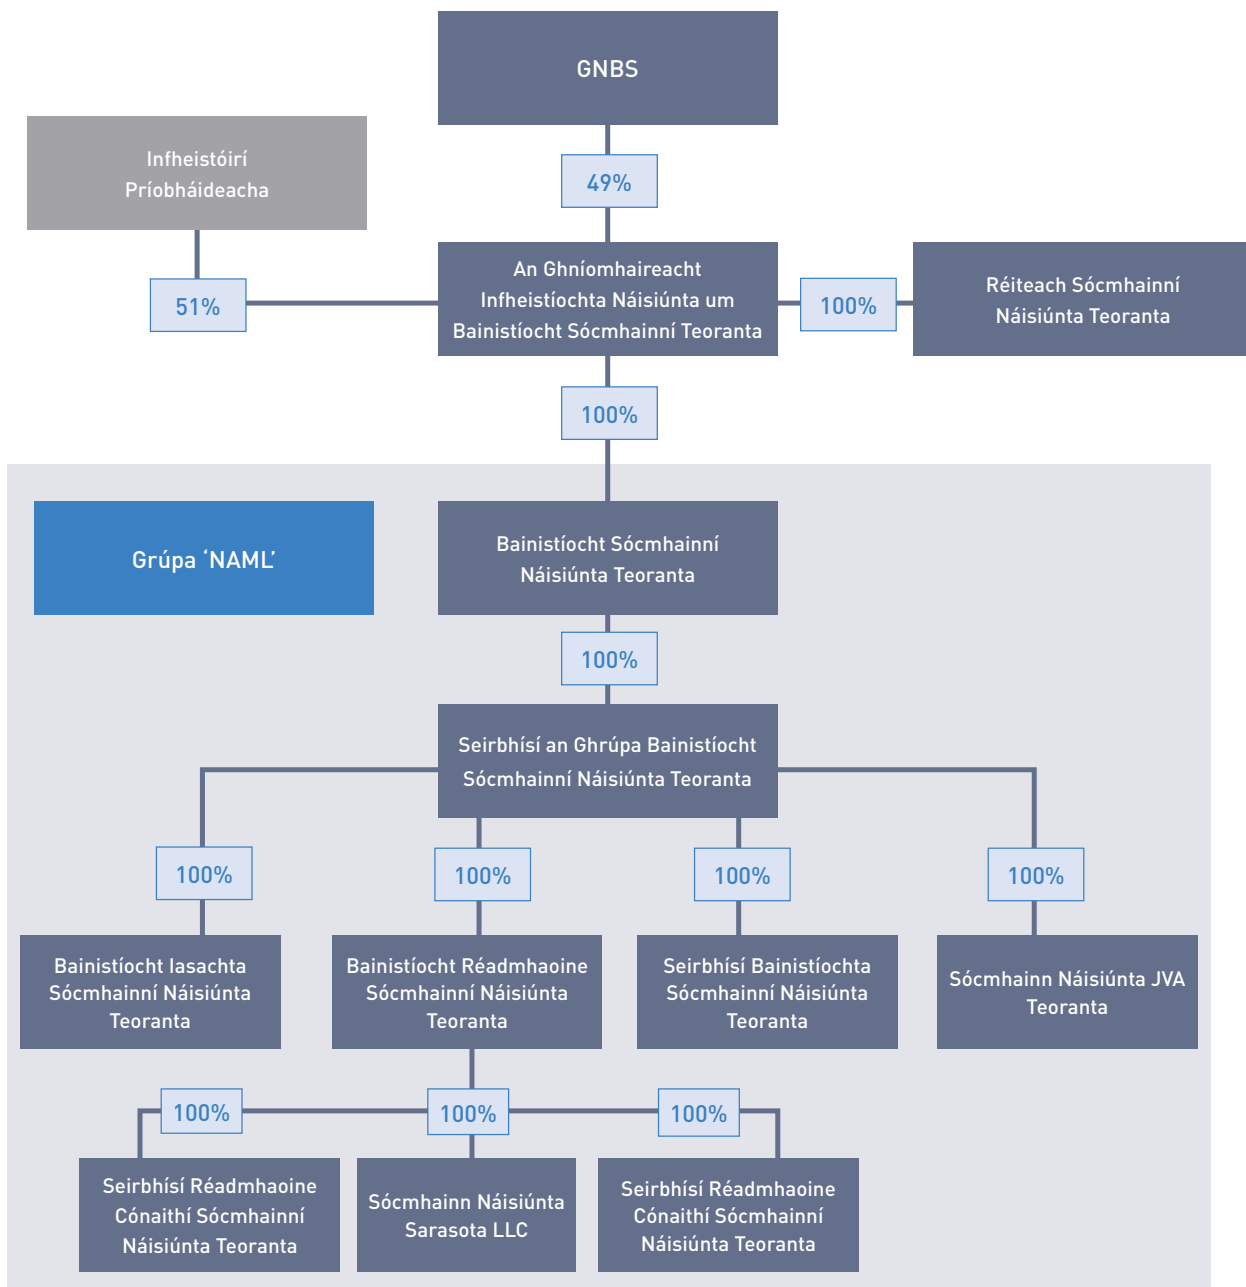 GNBS
Infheistóirí
Príobháideacha
49%
An Ghníomhaireacht
Infheistíochta Náisiúnta um
Bainistíocht Sócmhainní Teoranta
51%
100%
Réiteach Sócmhainní
Náisiúnta Teoranta
100%
Grúpa ‘NAML’
Bainistíocht Sócmhainní
Náisiúnta Teoranta
100%
Seirbhísí an Ghrúpa Bainistíocht
Sócmhainní Náisiúnta Teoranta
100%
100%
100%
100%
Bainistíocht Iasachta
Sócmhainní Náisiúnta
Teoranta
Bainistíocht Réadmhaoine
Sócmhainní Náisiúnta
Teoranta
Seirbhísí Bainistíochta
Sócmhainní Náisiúnta
Teoranta
Sócmhainn Náisiúnta JVA
Teoranta
100%
100%
100%
Seirbhísí Réadmhaoine
Cónaithí Sócmhainní
Náisiúnta Teoranta
Sócmhainn Náisiúnta
Sarasota LLC
Seirbhísí Réadmhaoine
Cónaithí Sócmhainní
Náisiúnta Teoranta